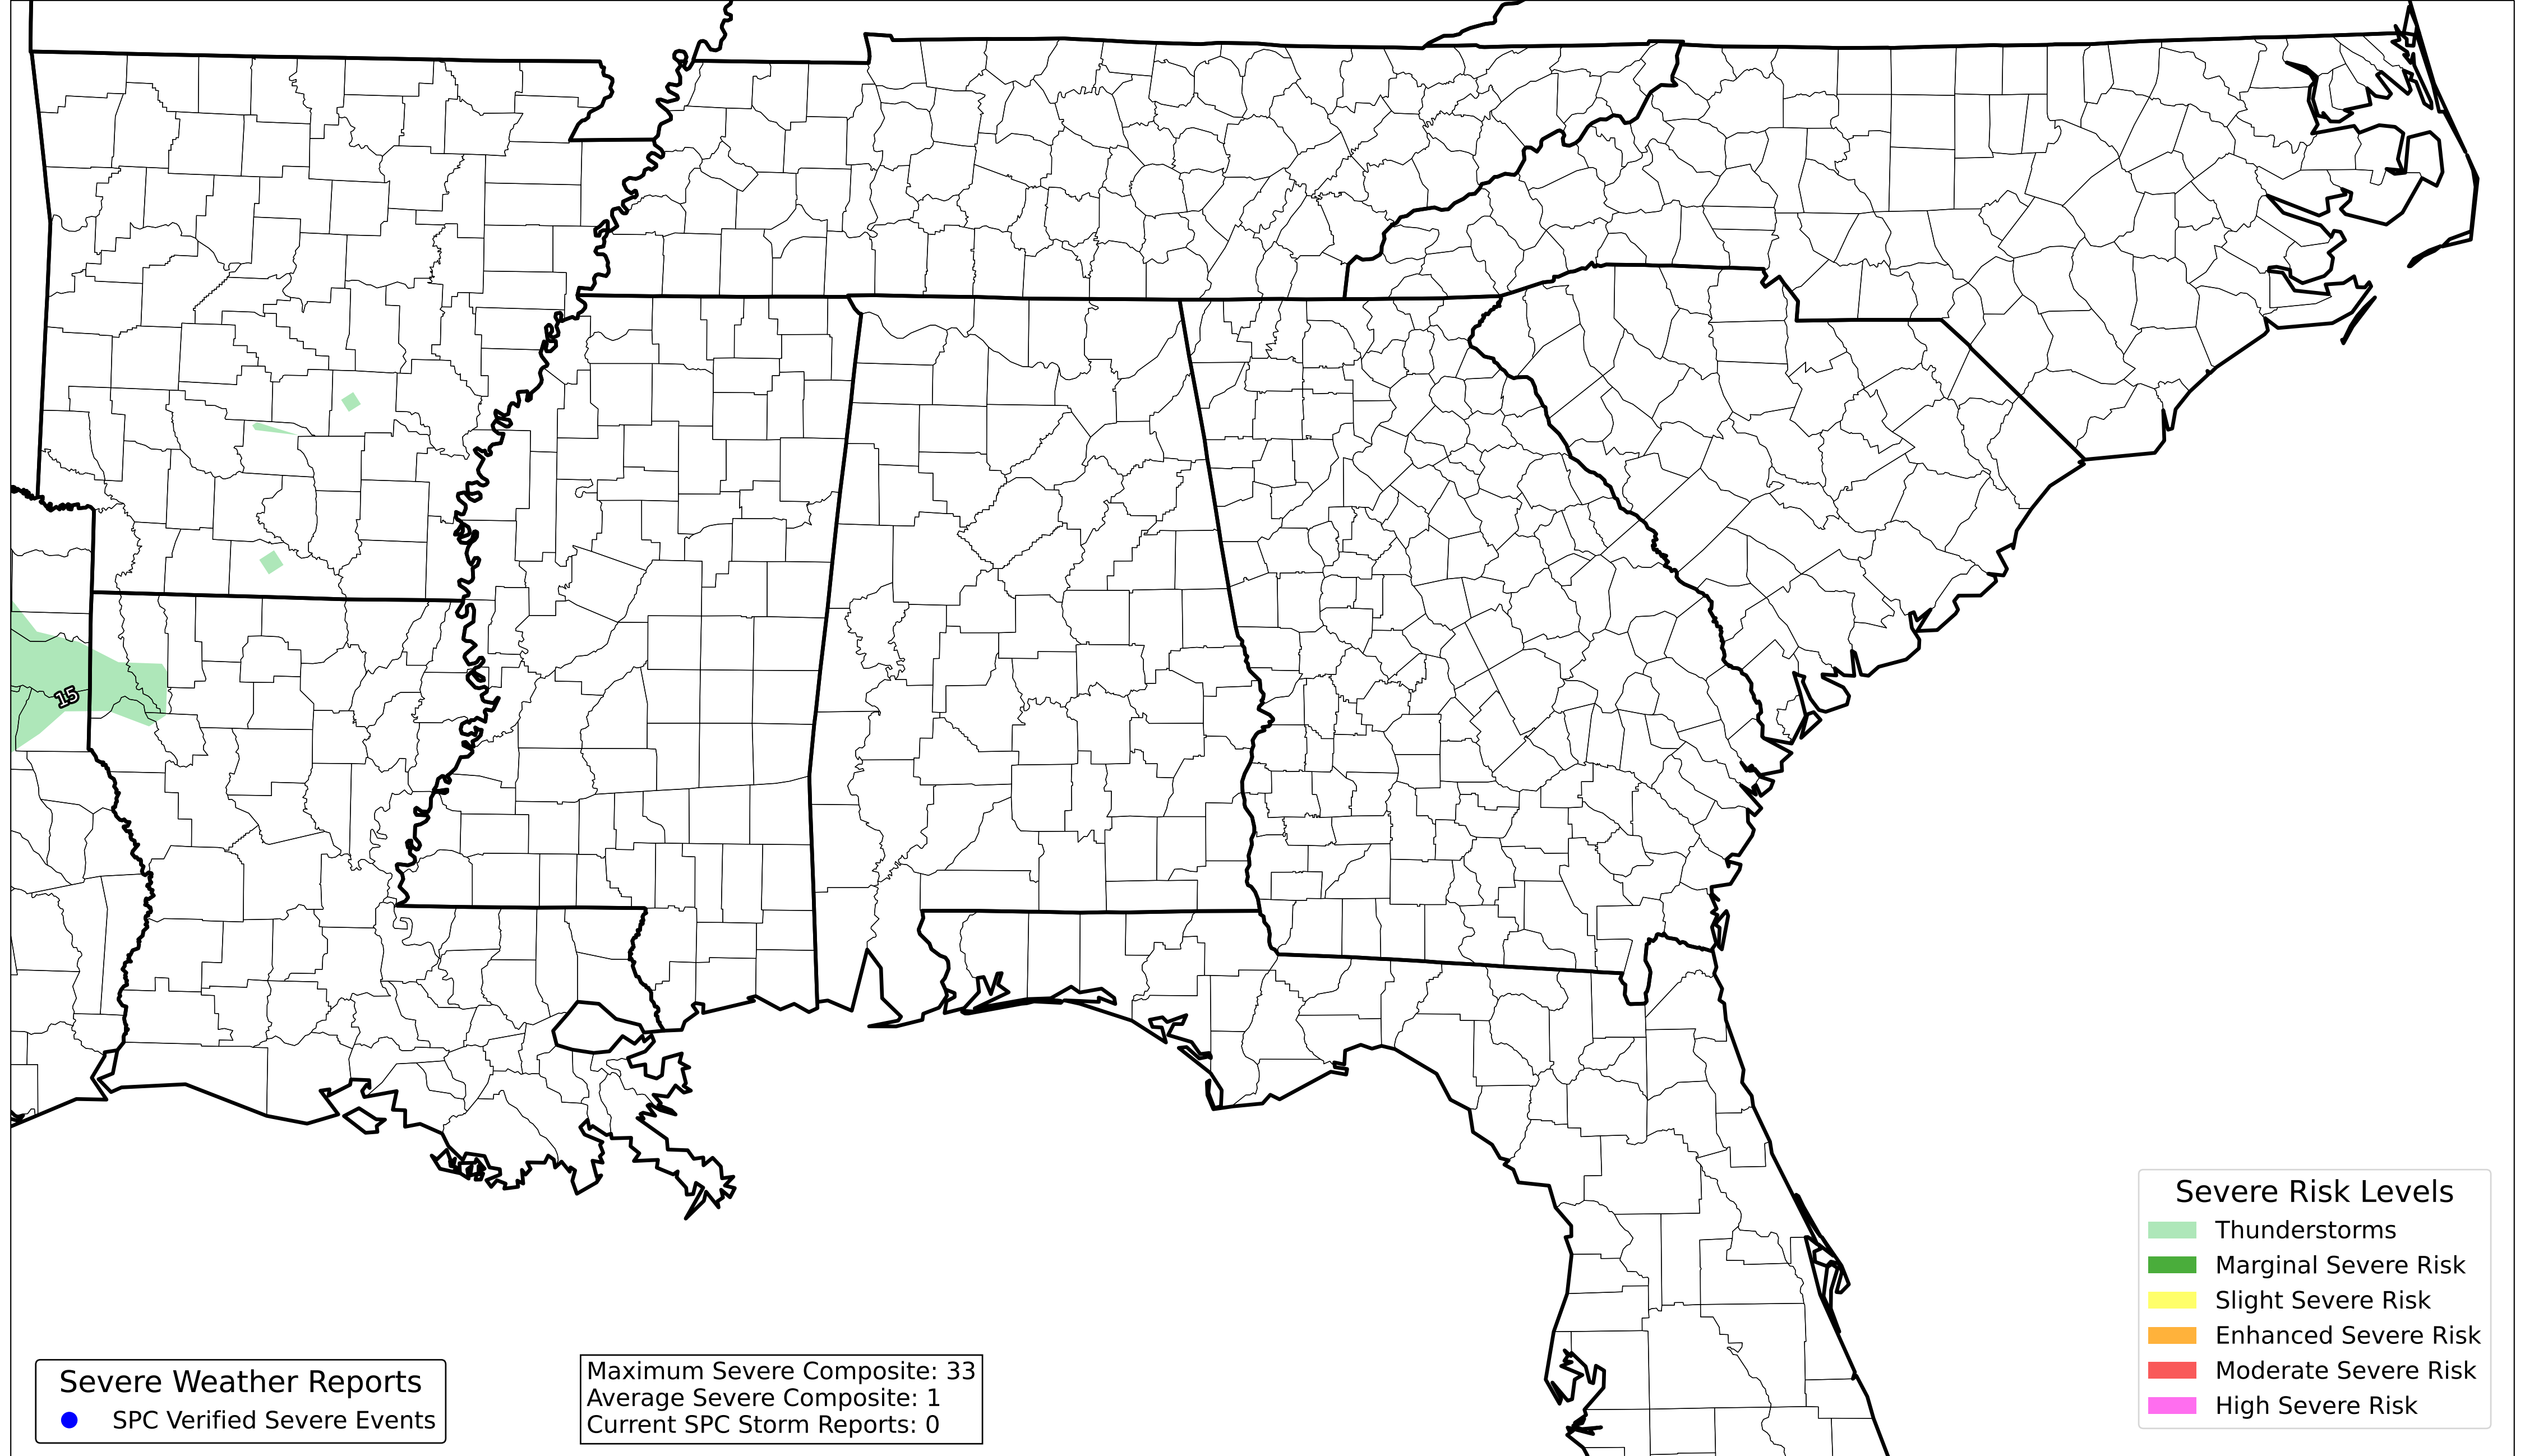 15
Severe Risk Levels
Thunderstorms
Marginal Severe Risk
Slight Severe Risk
Enhanced Severe Risk
Moderate Severe Risk
High Severe Risk
Severe Weather Reports
SPC Verified Severe Events
Maximum Severe Composite: 33
Average Severe Composite: 1
Current SPC Storm Reports: 0